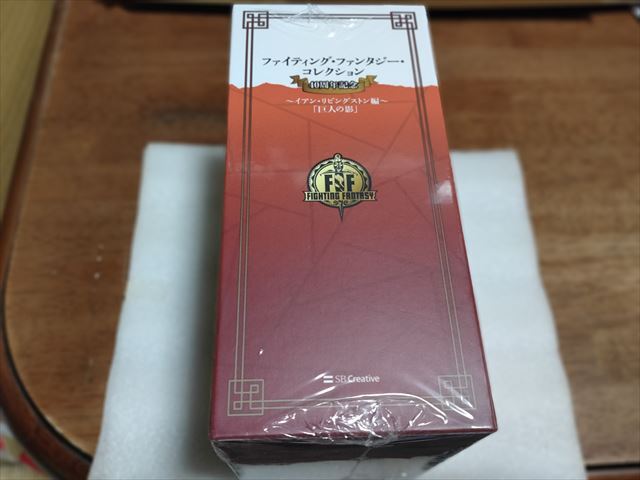 ファイティング・ファンタジー・
コレクション
40周年記念
〜イアン・リビングストン編〜
「巨人の影」
FF
FIGHTING FANTASY
SB Creative